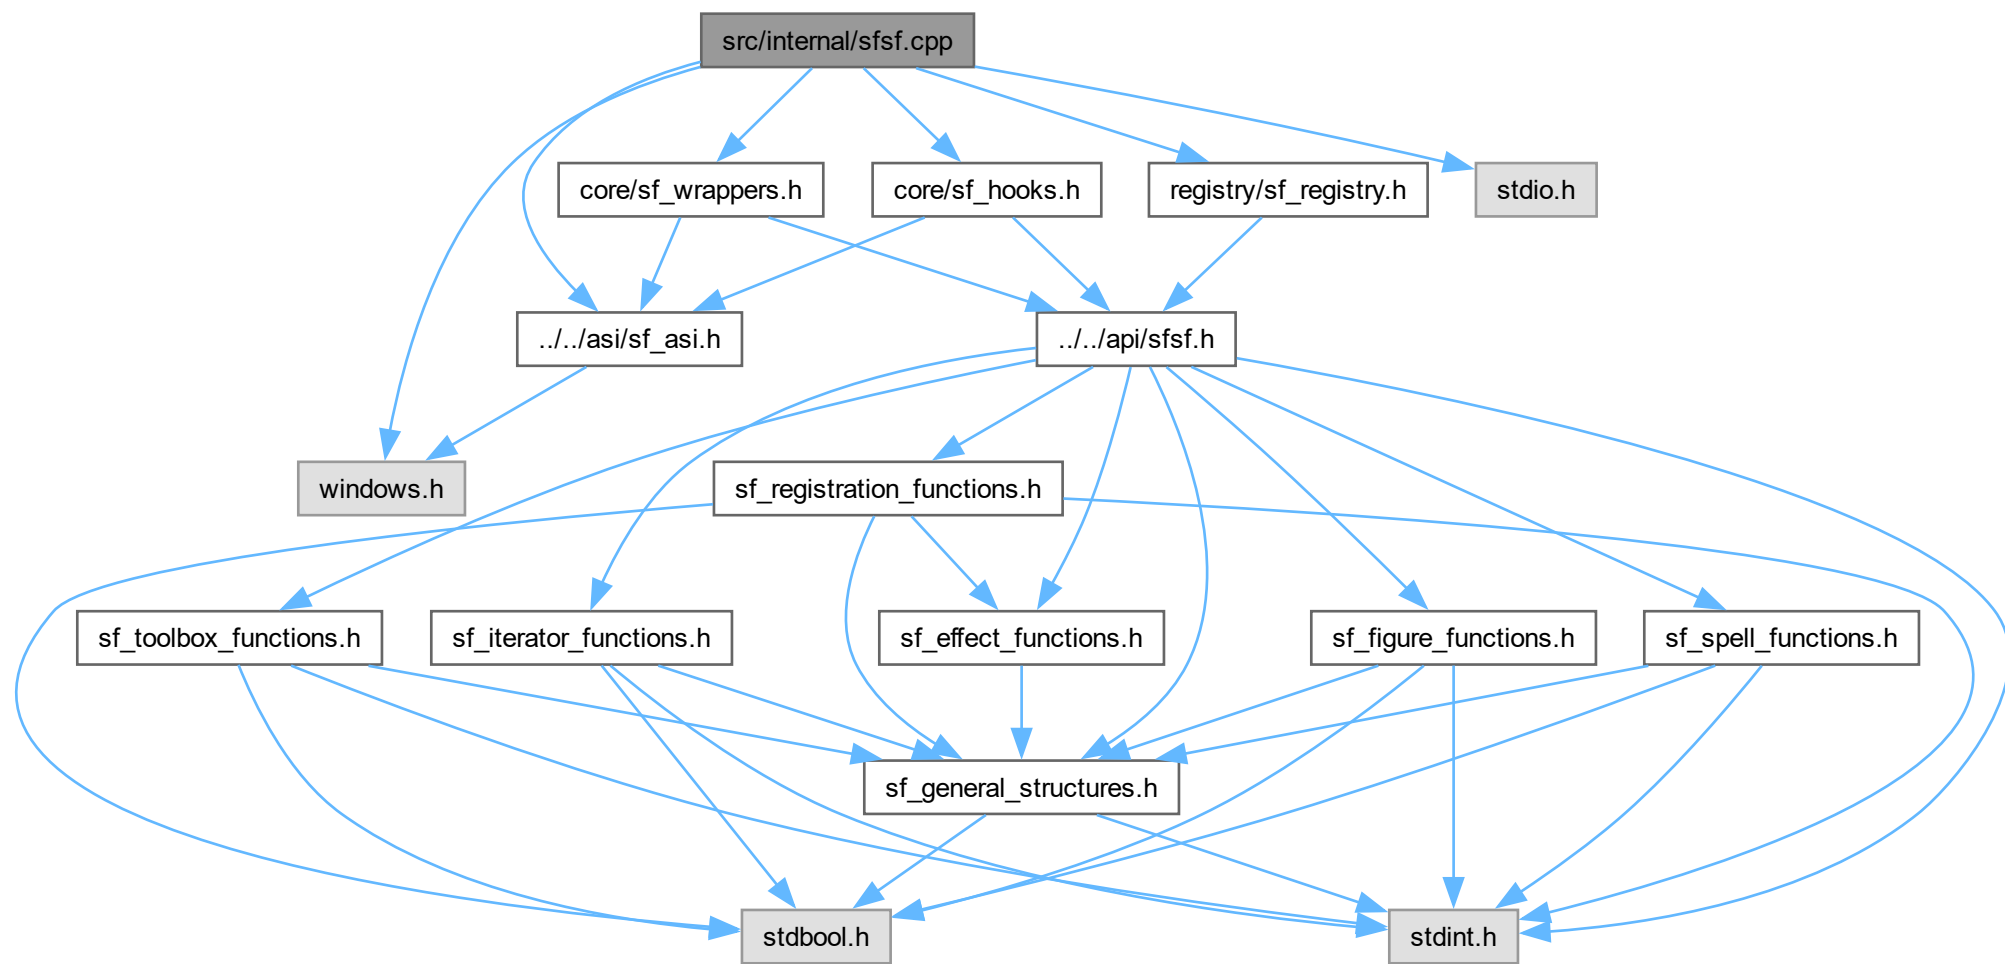 src/internal/sfsf.cpp
core/sf_wrappers.h
core/sf_hooks.h
registry/sf_registry.h
stdio.h
../../asi/sf_asi.h
../../api/sfsf.h
windows.h
sf_registration_functions.h
sf_toolbox_functions.h
sf_iterator_functions.h
sf_effect_functions.h
sf_figure_functions.h
sf_spell_functions.h
sf_general_structures.h
stdbool.h
stdint.h